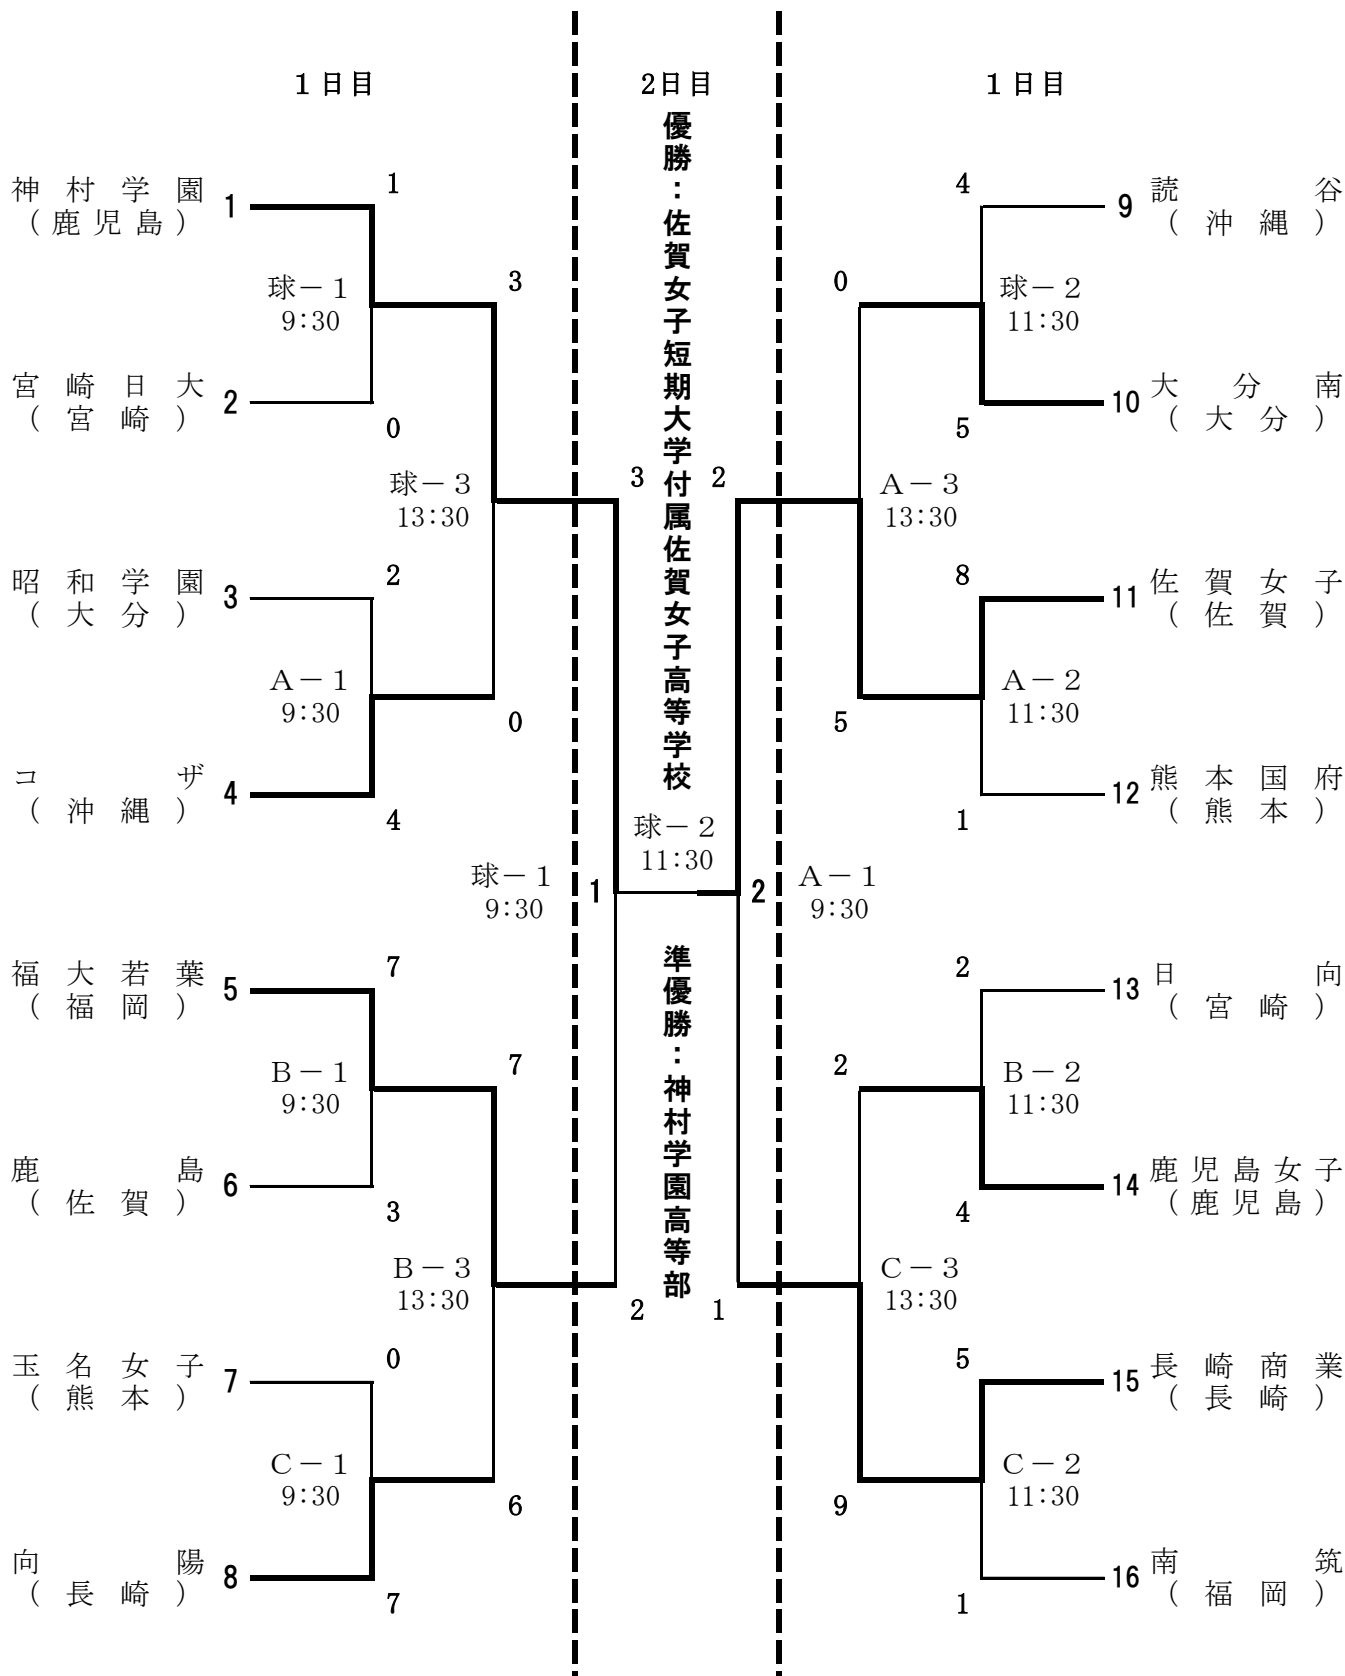 1日目
2日目
1日目
優勝：佐賀女子短期大学付属佐賀女子高等学校
準優勝：神村学園高等部
神村学園 1
(鹿児島)
1
球－1
9:30
宮崎日大 2
(宮崎)
0
3
球－3
13:30
昭和学園 3
(大分)
2
A－1
9:30
コザ 4
(沖縄)
4
0
3
球－1
9:30
1
福大若葉 5
(福岡)
7
B－1
9:30
鹿島 6
(佐賀)
3
7
B－3
13:30
玉名女子 7
(熊本)
0
C－1
9:30
向陽 8
(長崎)
7
6
2
球－2
11:30
4
9 読谷
(沖縄)
球－2
11:30
10 大分南
(大分)
5
0
A－3
13:30
8
11 佐賀女子
(佐賀)
A－2
11:30
12 熊本国府
(熊本)
1
5
2
2
A－1
9:30
2
13 日向
(宮崎)
B－2
11:30
14 鹿児島女子
(鹿児島)
4
2
C－3
13:30
5
15 長崎商業
(長崎)
C－2
11:30
16 南筑
(福岡)
1
9
1